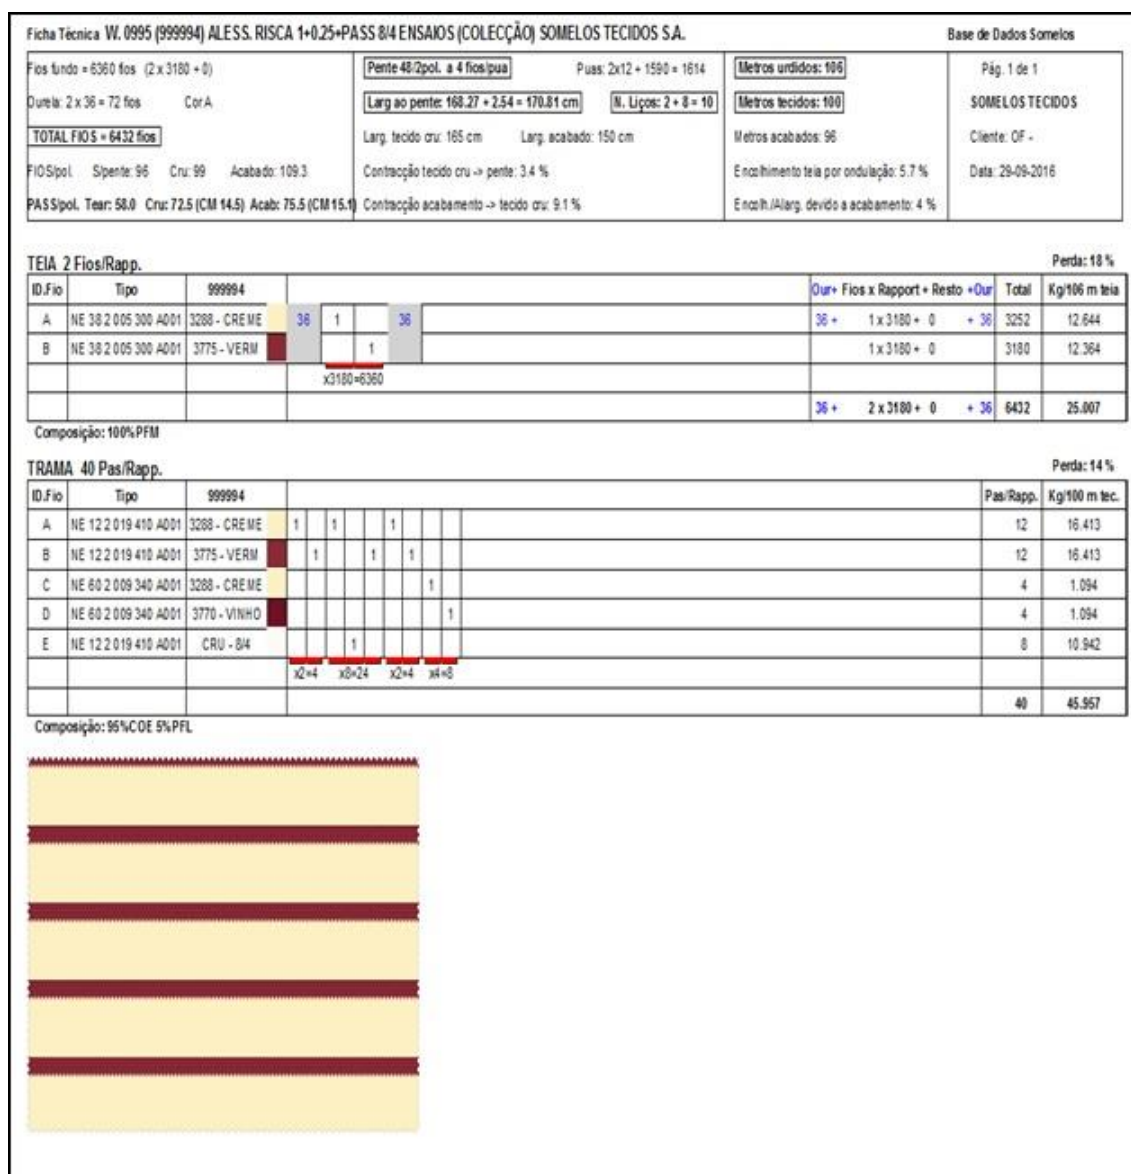 Ficha Técnica W. 0995 (999994) ALESS. RISCA 1+0.25+PASS 8/4 ENSAIOS (COLECÇÃO) SOMELOS TECIDOS S.A. Base de Dados Somelos
Fios fundo = 6360 fios (2 x 3180 + 0) Pente 48/2pol. a 4 fios/pua Puas: 2x12 + 1590 = 1614 Metros urdidos: 106 Pág. 1 de 1
Ourela: 2 x 36 = 72 fios Cor A Larg ao pente: 168.27 + 2.54 = 170.81 cm N. Liços: 2 + 8 = 10 Metros tecidos: 100 SOMELOS TECIDOS
TOTAL FIOS = 6432 fios Larg. tecido cru: 165 cm Larg. acabado: 150 cm Metros acabados: 96 Cliente: OF -
FIOS/pol. S/pente: 96 Cru: 99 Acabado: 109.3 Contracção tecido cru -> pente: 3.4 % Encolhimento teia por ondulação: 5.7 % Data: 29-09-2016
PASS/pol. Tear: 58.0 Cru: 72.5 (CM 14.5) Acab: 75.5 (CM 15.1) Contracção acabamento -> tecido cru: 9.1 % Encolh./Alarg. devido a acabamento: 4 %
TEIA 2 Fios/Rapp. Perda: 18 %
ID.Fio Tipo 999994 Our+ Fios x Rapport + Resto +Our Total Kg/106 m teia
A NE 38 2 005 300 A001 3288 - CREME 36 1 36 36 + 1 x 3180 + 0 + 36 3252 12.644
B NE 38 2 005 300 A001 3775 - VERM 1 1 x 3180 + 0 3180 12.364
x3180=6360
36 + 2 x 3180 + 0 + 36 6432 25.007
Composição: 100%PFM
TRAMA 40 Pas/Rapp. Perda: 14 %
ID.Fio Tipo 999994 Pas/Rapp. Kg/100 m tec.
A NE 12 2 019 410 A001 3288 - CREME 1 1 1 12 16.413
B NE 12 2 019 410 A001 3775 - VERM 1 1 1 12 16.413
C NE 60 2 009 340 A001 3288 - CREME 1 4 1.094
D NE 60 2 009 340 A001 3770 - VINHO 1 4 1.094
E NE 12 2 019 410 A001 CRU - 8/4 1 8 10.942
x2=4 x8=24 x2=4 x4=8
40 45.957
Composição: 95%COE 5%PFL